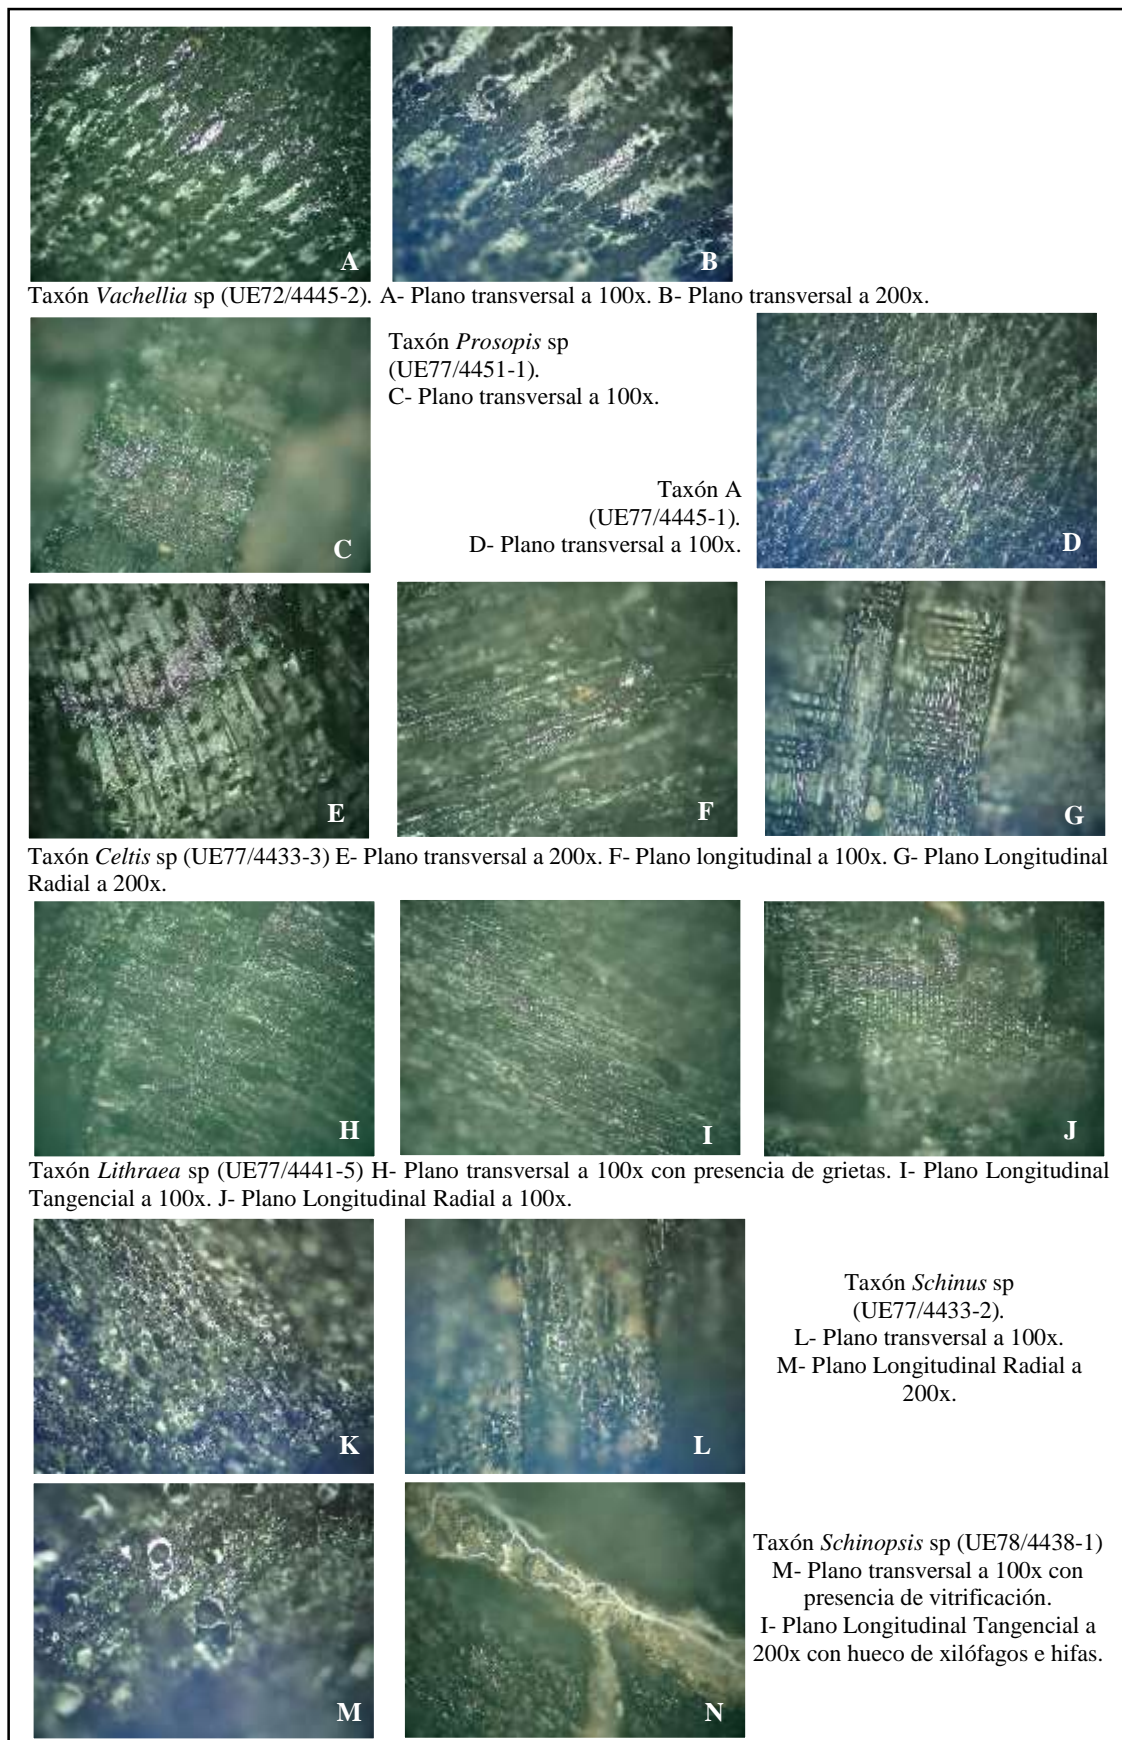 A
B
Taxón Vachellia sp (UE72/4445-2). A- Plano transversal a 100x. B- Plano transversal a 200x.
Taxón Prosopis sp
(UE77/4451-1).
C- Plano transversal a 100x.
C
Taxón A
(UE77/4445-1).
D- Plano transversal a 100x.
D
E
F
G
Taxón Celtis sp (UE77/4433-3) E- Plano transversal a 200x. F- Plano longitudinal a 100x. G- Plano Longitudinal
Radial a 200x.
H
I
J
Taxón Lithraea sp (UE77/4441-5) H- Plano transversal a 100x con presencia de grietas. I- Plano Longitudinal
Tangencial a 100x. J- Plano Longitudinal Radial a 100x.
K
L
Taxón Schinus sp
(UE77/4433-2).
L- Plano transversal a 100x.
M- Plano Longitudinal Radial a
200x.
M
N
Taxón Schinopsis sp (UE78/4438-1)
M- Plano transversal a 100x con
presencia de vitrificación.
I- Plano Longitudinal Tangencial a
200x con hueco de xilófagos e hifas.